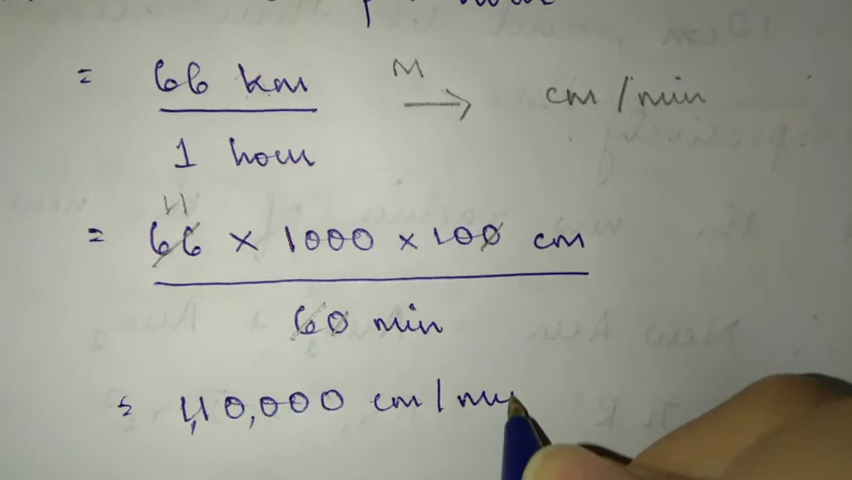 = 66 km M → cm / min
1 hour
11
= 66 × 1000 × 100 cm
60 min
= 1,10,000 cm / min